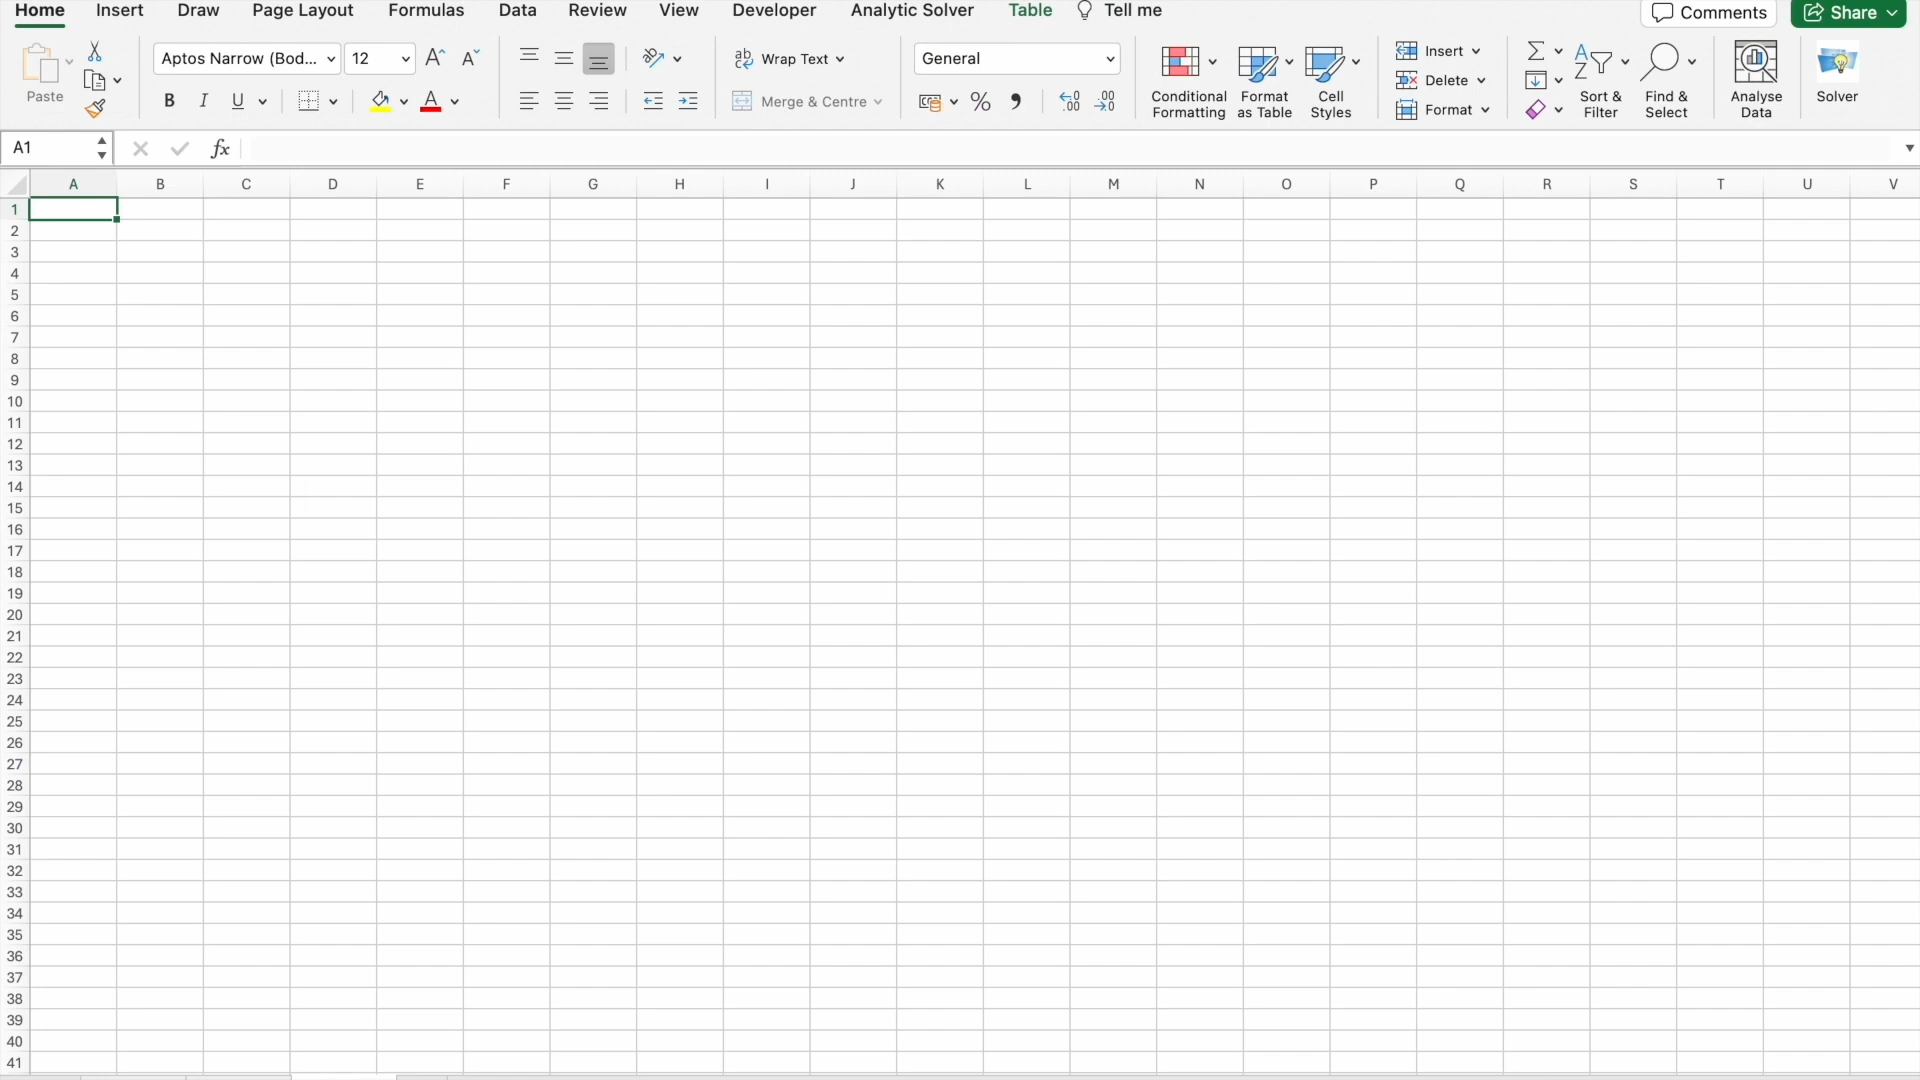 Home Insert Draw Page Layout Formulas Data Review View Developer Analytic Solver Table Tell me Comments Share
Paste
Aptos Narrow (Bod... 12 A A
B I U A
ab Wrap Text
Merge & Centre
General
% .00 .00
Conditional Formatting
Format as Table
Cell Styles
Insert
Delete
Format
Sort & Filter
Find & Select
Analyse Data
Solver
A1 fx
A B C D E F G H I J K L M N O P Q R S T U V
1
2
3
4
5
6
7
8
9
10
11
12
13
14
15
16
17
18
19
20
21
22
23
24
25
26
27
28
29
30
31
32
33
34
35
36
37
38
39
40
41